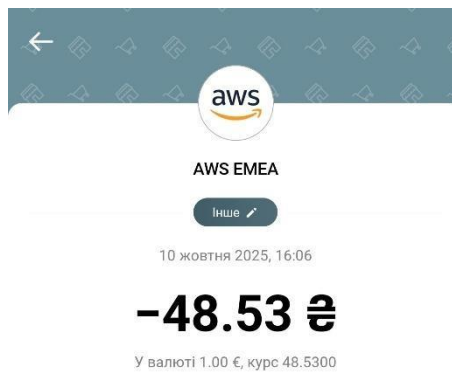 aws
AWS EMEA
Інше
10 жовтня 2025, 16:06
−48.53 ₴
У валюті 1.00 €, курс 48.5300